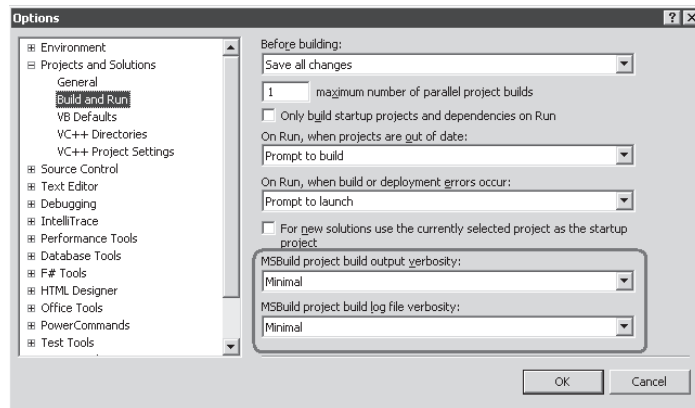 Options
Environment
Projects and Solutions
General
Build and Run
VB Defaults
VC++ Directories
VC++ Project Settings
Source Control
Text Editor
Debugging
IntelliTrace
Performance Tools
Database Tools
F# Tools
HTML Designer
Office Tools
PowerCommands
Test Tools
Before building:
Save all changes
1 maximum number of parallel project builds
Only build startup projects and dependencies on Run
On Run, when projects are out of date:
Prompt to build
On Run, when build or deployment errors occur:
Prompt to launch
For new solutions use the currently selected project as the startup
project
MSBuild project build output verbosity:
Minimal
MSBuild project build log file verbosity:
Minimal
OK
Cancel